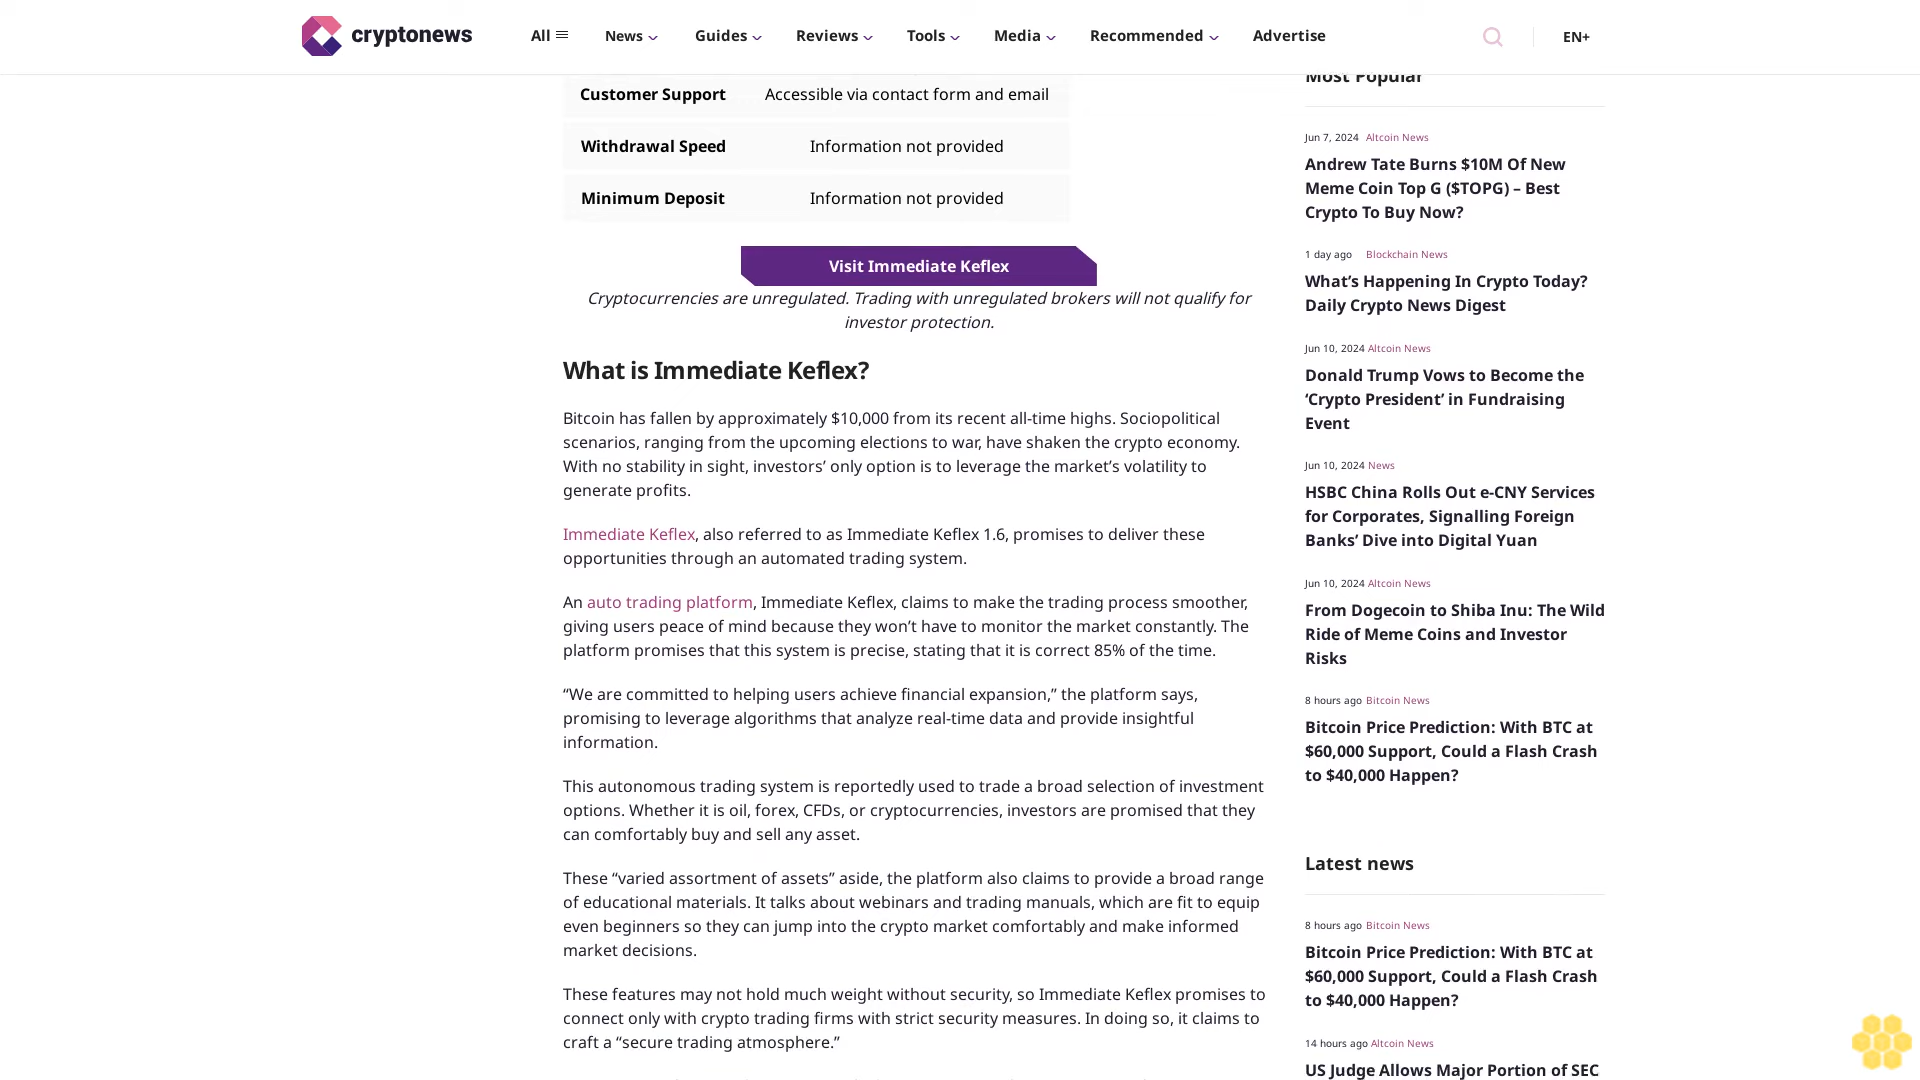 cryptonews
All
News
Guides
Reviews
Tools
Media
Recommended
Advertise
EN+
Customer Support Accessible via contact form and email
Withdrawal Speed Information not provided
Minimum Deposit Information not provided
Visit Immediate Keflex
Cryptocurrencies are unregulated. Trading with unregulated brokers will not qualify for
investor protection.
What is Immediate Keflex?
Bitcoin has fallen by approximately $10,000 from its recent all-time highs. Sociopolitical
scenarios, ranging from the upcoming elections to war, have shaken the crypto economy.
With no stability in sight, investors’ only option is to leverage the market’s volatility to
generate profits.
Immediate Keflex, also referred to as Immediate Keflex 1.6, promises to deliver these
opportunities through an automated trading system.
An auto trading platform, Immediate Keflex, claims to make the trading process smoother,
giving users peace of mind because they won’t have to monitor the market constantly. The
platform promises that this system is precise, stating that it is correct 85% of the time.
“We are committed to helping users achieve financial expansion,” the platform says,
promising to leverage algorithms that analyze real-time data and provide insightful
information.
This autonomous trading system is reportedly used to trade a broad selection of investment
options. Whether it is oil, forex, CFDs, or cryptocurrencies, investors are promised that they
can comfortably buy and sell any asset.
These “varied assortment of assets” aside, the platform also claims to provide a broad range
of educational materials. It talks about webinars and trading manuals, which are fit to equip
even beginners so they can jump into the crypto market comfortably and make informed
market decisions.
These features may not hold much weight without security, so Immediate Keflex promises to
connect only with crypto trading firms with strict security measures. In doing so, it claims to
craft a “secure trading atmosphere.”
Most Popular
Jun 7, 2024 Altcoin News
Andrew Tate Burns $10M Of New
Meme Coin Top G ($TOPG) – Best
Crypto To Buy Now?
1 day ago Blockchain News
What’s Happening In Crypto Today?
Daily Crypto News Digest
Jun 10, 2024 Altcoin News
Donald Trump Vows to Become the
‘Crypto President’ in Fundraising
Event
Jun 10, 2024 News
HSBC China Rolls Out e-CNY Services
for Corporates, Signalling Foreign
Banks’ Dive into Digital Yuan
Jun 10, 2024 Altcoin News
From Dogecoin to Shiba Inu: The Wild
Ride of Meme Coins and Investor
Risks
8 hours ago Bitcoin News
Bitcoin Price Prediction: With BTC at
$60,000 Support, Could a Flash Crash
to $40,000 Happen?
Latest news
8 hours ago Bitcoin News
Bitcoin Price Prediction: With BTC at
$60,000 Support, Could a Flash Crash
to $40,000 Happen?
14 hours ago Altcoin News
US Judge Allows Major Portion of SEC